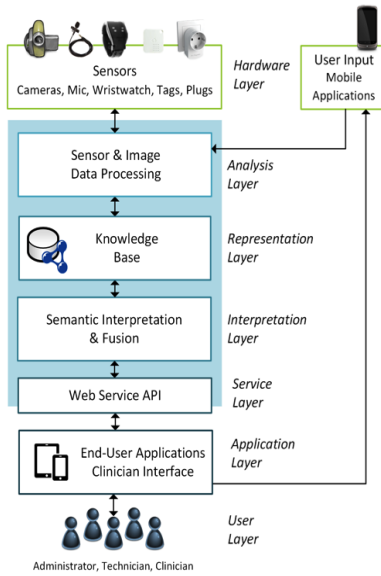 Sensors
Cameras, Mic, Wristwatch, Tags, Plugs
Hardware
Layer
User Input
Mobile
Applications
Sensor & Image
Data Processing
Analysis
Layer
Knowledge
Base
Representation
Layer
Semantic Interpretation
& Fusion
Interpretation
Layer
Web Service API
Service
Layer
End-User Applications
Clinician Interface
Application
Layer
User
Layer
Administrator, Technician, Clinician